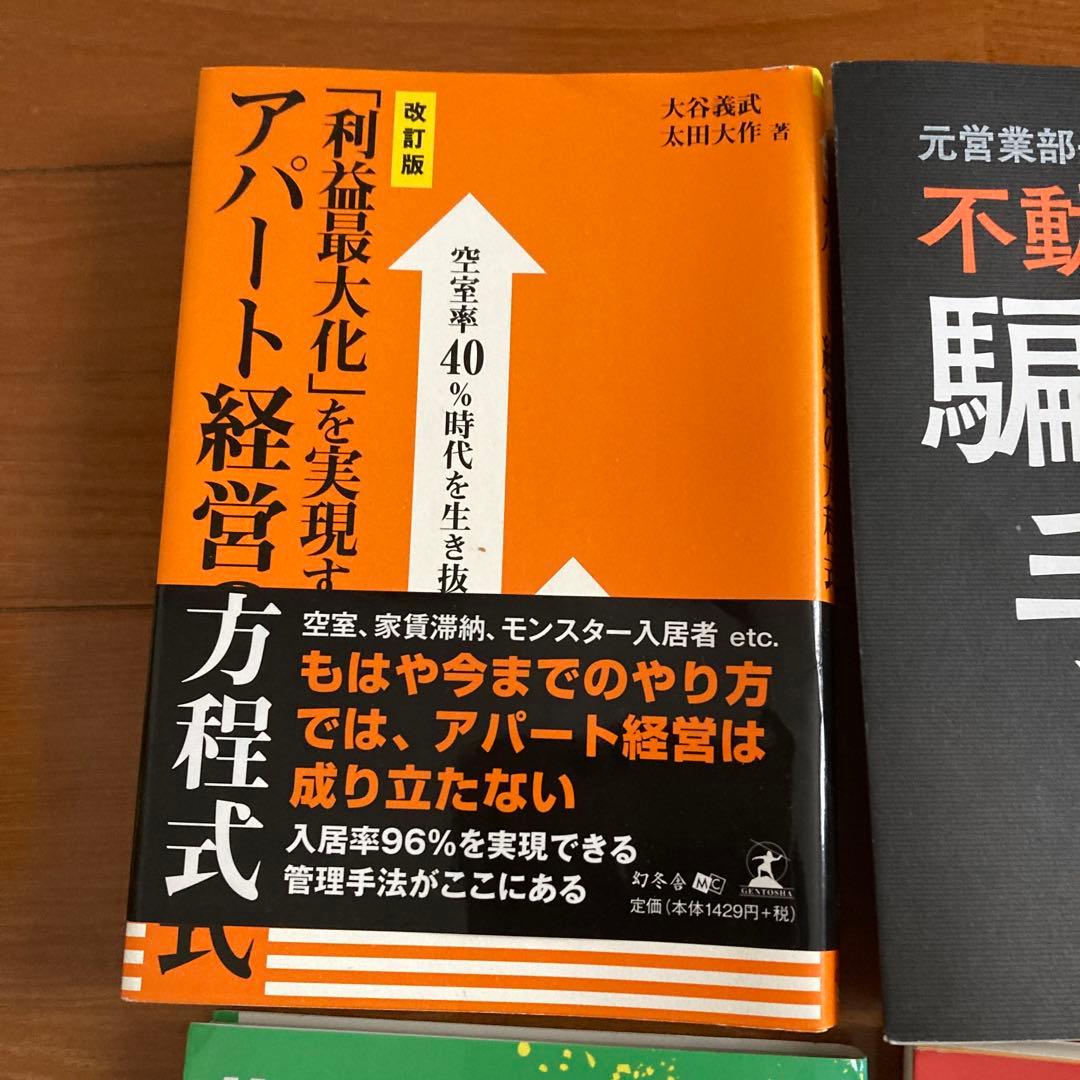 改訂版
大谷義武
太田大作 著
空室率40%時代を生き抜
「利益最大化」を実現す
アパート経営の方程式
空室、家賃滞納、モンスター入居者 etc.
もはや今までのやり方
では、アパート経営は
成り立たない
入居率96%を実現できる
管理手法がここにある
幻冬舎 MC
GENTOSHA
定価(本体1429円+税)
式
元営業部
不動
騙
手